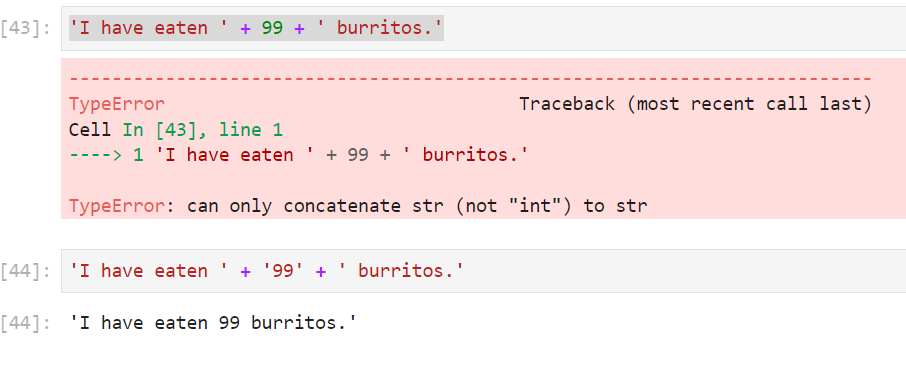 [43]: 'I have eaten ' + 99 + ' burritos.'
---------------------------------------------------------------------------
TypeError                                 Traceback (most recent call last)
Cell In [43], line 1
----> 1 'I have eaten ' + 99 + ' burritos.'
TypeError: can only concatenate str (not "int") to str
[44]: 'I have eaten ' + '99' + ' burritos.'
[44]: 'I have eaten 99 burritos.'